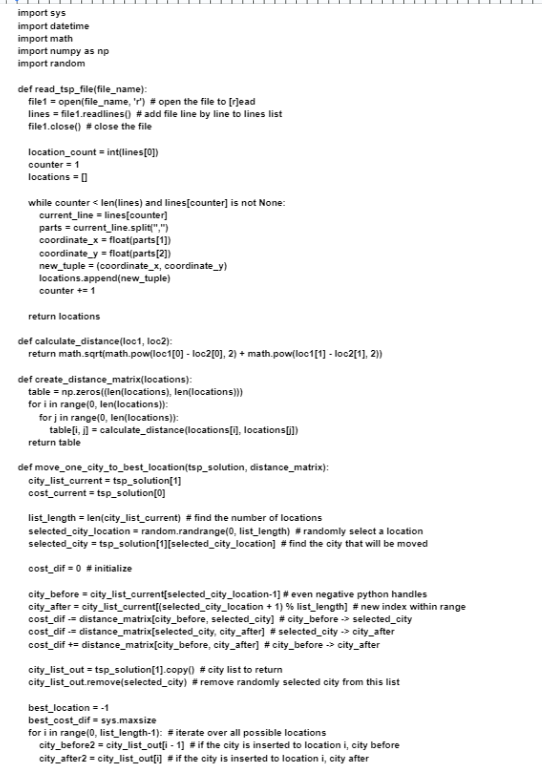 import sys
import datetime
import math
import numpy as np
import random

def read_tsp_file(file_name):
    file1 = open(file_name, 'r')  # open the file to [r]ead
    lines = file1.readlines()  # add file line by line to lines list
    file1.close()  # close the file

    location_count = int(lines[0])
    counter = 1
    locations = []

    while counter < len(lines) and lines[counter] is not None:
        current_line = lines[counter]
        parts = current_line.split(",")
        coordinate_x = float(parts[1])
        coordinate_y = float(parts[2])
        new_tuple = (coordinate_x, coordinate_y)
        locations.append(new_tuple)
        counter += 1

    return locations

def calculate_distance(loc1, loc2):
    return math.sqrt(math.pow(loc1[0] - loc2[0], 2) + math.pow(loc1[1] - loc2[1], 2))

def create_distance_matrix(locations):
    table = np.zeros((len(locations), len(locations)))
    for i in range(0, len(locations)):
        for j in range(0, len(locations)):
            table[i, j] = calculate_distance(locations[i], locations[j])
    return table

def move_one_city_to_best_location(tsp_solution, distance_matrix):
    city_list_current = tsp_solution[1]
    cost_current = tsp_solution[0]

    list_length = len(city_list_current)  # find the number of locations
    selected_city_location = random.randrange(0, list_length)  # randomly select a location
    selected_city = tsp_solution[1][selected_city_location]  # find the city that will be moved

    cost_dif = 0  # initialize

    city_before = city_list_current[selected_city_location-1] # even negative python handles
    city_after = city_list_current[(selected_city_location + 1) % list_length]  # new index within range
    cost_dif -= distance_matrix[city_before, selected_city]  # city_before -> selected_city
    cost_dif -= distance_matrix[selected_city, city_after]  # selected_city -> city_after
    cost_dif += distance_matrix[city_before, city_after]  # city_before -> city_after

    city_list_out = tsp_solution[1].copy()  # city list to return
    city_list_out.remove(selected_city)  # remove randomly selected city from this list

    best_location = -1
    best_cost_dif = sys.maxsize
    for i in range(0, list_length-1):  # iterate over all possible locations
        city_before2 = city_list_out[i - 1]  # if the city is inserted to location i, city before
        city_after2 = city_list_out[i]  # if the city is inserted to location i, city after